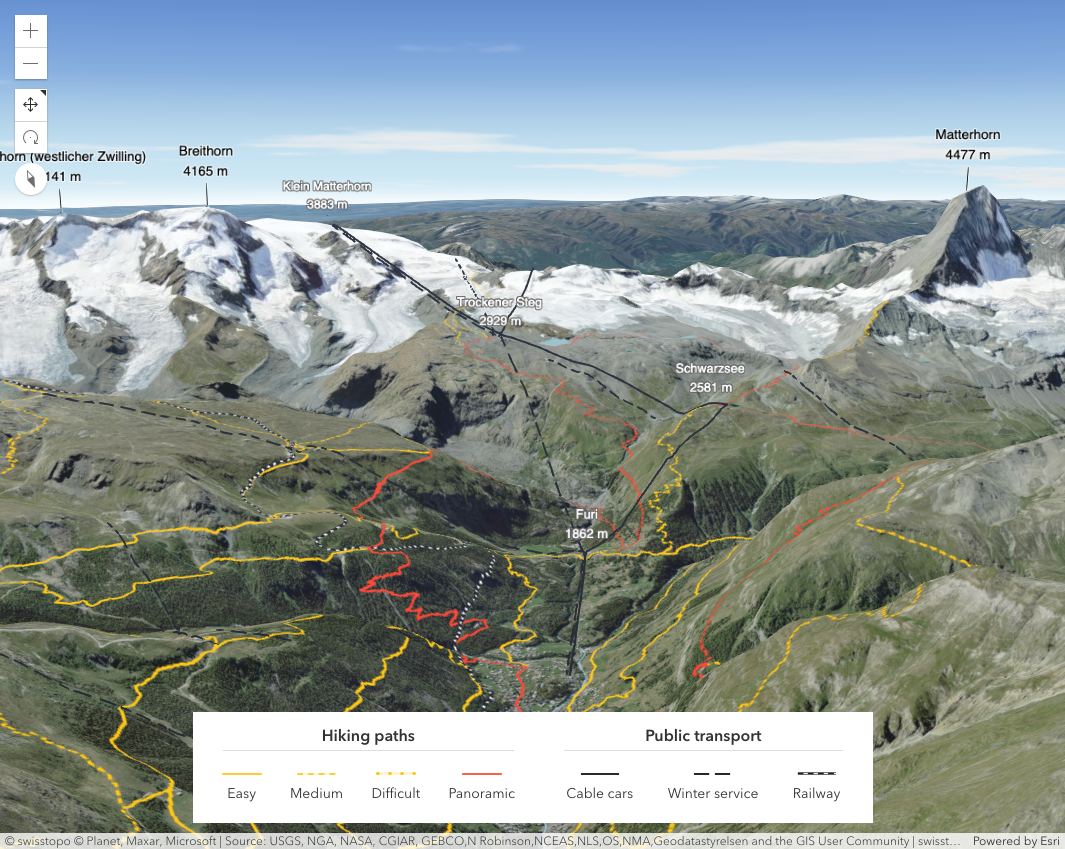 Matterhorn
4477 m
Breithorn
4165 m
horn (westlicher Zwilling)
141 m
Klein Matterhorn
3883 m
Trockener Steg
2929 m
Schwarzsee
2581 m
Furi
1862 m
Hiking paths
Easy Medium Difficult Panoramic
Public transport
Cable cars Winter service Railway
© swisstopo © Planet, Maxar, Microsoft | Source: USGS, NGA, NASA, CGIAR, GEBCO,N Robinson,NCEAS,NLS,OS,NMA,Geodatastyrelsen and the GIS User Community | swisst… Powered by Esri